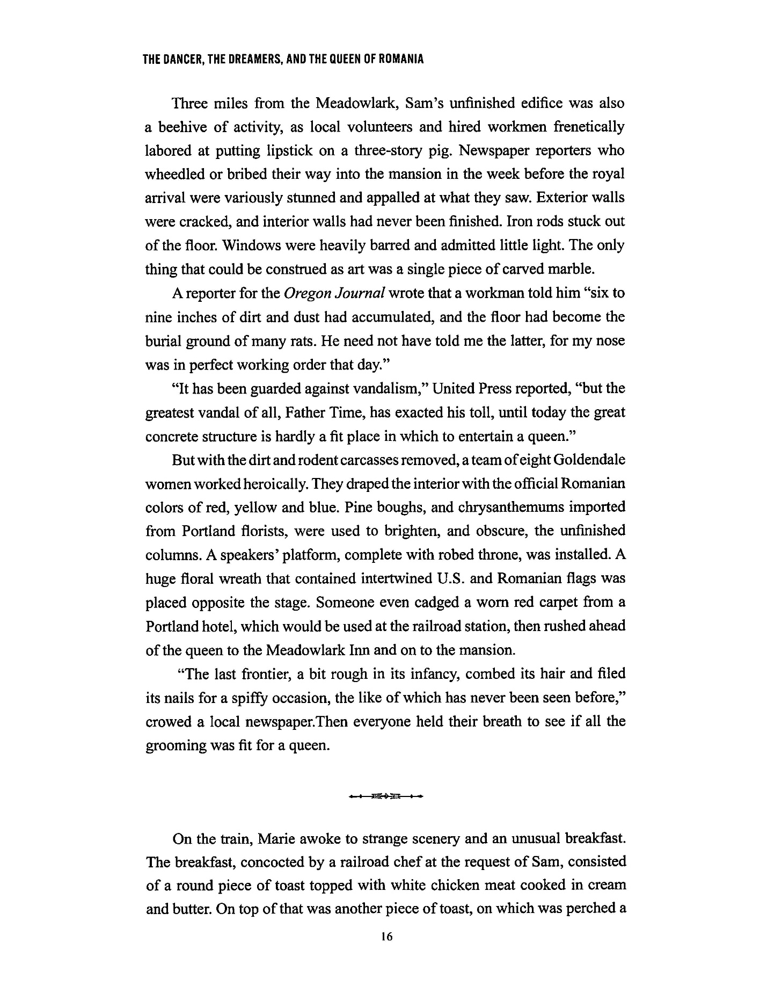 THE DANCER, THE DREAMERS, AND THE QUEEN OF ROMANIA
Three miles from the Meadowlark, Sam’s unfinished edifice was also
a beehive of activity, as local volunteers and hired workmen frenetically
labored at putting lipstick on a three-story pig. Newspaper reporters who
wheedled or bribed their way into the mansion in the week before the royal
arrival were variously stunned and appalled at what they saw. Exterior walls
were cracked, and interior walls had never been finished. Iron rods stuck out
of the floor. Windows were heavily barred and admitted little light. The only
thing that could be construed as art was a single piece of carved marble.
A reporter for the Oregon Journal wrote that a workman told him “six to
nine inches of dirt and dust had accumulated, and the floor had become the
burial ground of many rats. He need not have told me the latter, for my nose
was in perfect working order that day.”
“It has been guarded against vandalism,” United Press reported, “but the
greatest vandal of all, Father Time, has exacted his toll, until today the great
concrete structure is hardly a fit place in which to entertain a queen.”
But with the dirt and rodent carcasses removed, a team of eight Goldendale
women worked heroically. They draped the interior with the official Romanian
colors of red, yellow and blue. Pine boughs, and chrysanthemums imported
from Portland florists, were used to brighten, and obscure, the unfinished
columns. A speakers’ platform, complete with robed throne, was installed. A
huge floral wreath that contained intertwined U.S. and Romanian flags was
placed opposite the stage. Someone even cadged a worn red carpet from a
Portland hotel, which would be used at the railroad station, then rushed ahead
of the queen to the Meadowlark Inn and on to the mansion.
“The last frontier, a bit rough in its infancy, combed its hair and filed
its nails for a spiffy occasion, the like of which has never been seen before,”
crowed a local newspaper.Then everyone held their breath to see if all the
grooming was fit for a queen.
On the train, Marie awoke to strange scenery and an unusual breakfast.
The breakfast, concocted by a railroad chef at the request of Sam, consisted
of a round piece of toast topped with white chicken meat cooked in cream
and butter. On top of that was another piece of toast, on which was perched a
16